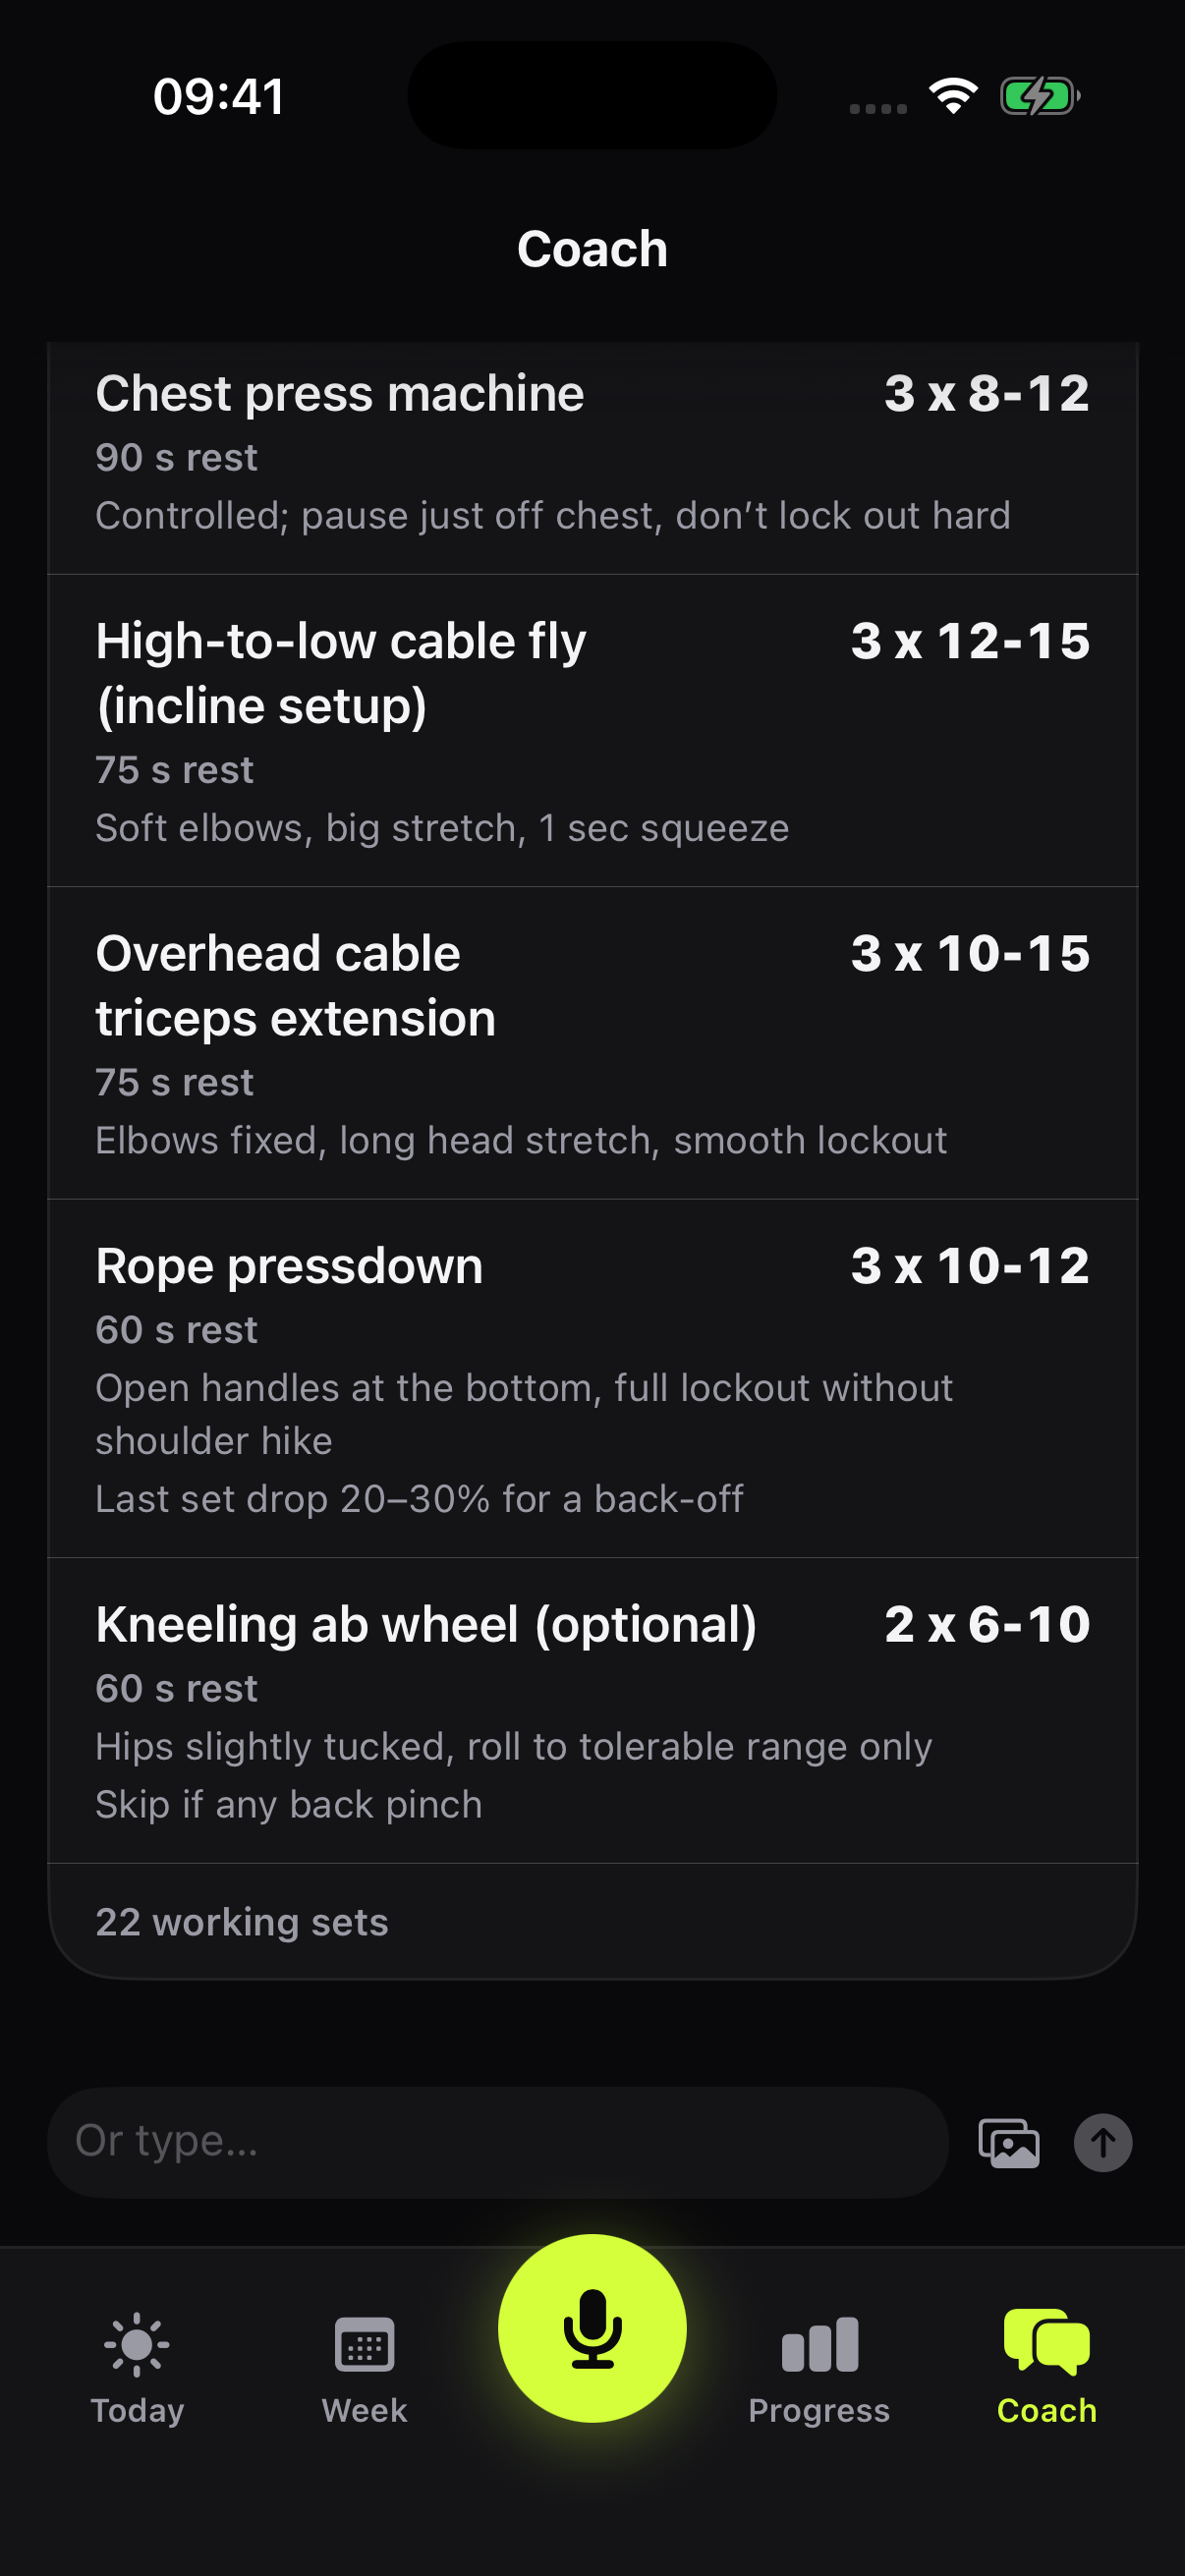 09:41
Coach
Chest press machine 3 x 8-12
90 s rest
Controlled; pause just off chest, don’t lock out hard
High-to-low cable fly 3 x 12-15
(incline setup)
75 s rest
Soft elbows, big stretch, 1 sec squeeze
Overhead cable 3 x 10-15
triceps extension
75 s rest
Elbows fixed, long head stretch, smooth lockout
Rope pressdown 3 x 10-12
60 s rest
Open handles at the bottom, full lockout without
shoulder hike
Last set drop 20–30% for a back-off
Kneeling ab wheel (optional) 2 x 6-10
60 s rest
Hips slightly tucked, roll to tolerable range only
Skip if any back pinch
22 working sets
Or type...
Today Week Progress Coach